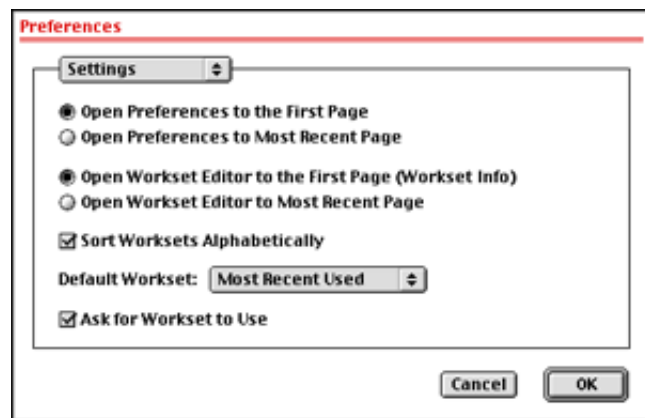 Preferences
Settings
Open Preferences to the First Page
Open Preferences to Most Recent Page
Open Workset Editor to the First Page (Workset Info)
Open Workset Editor to Most Recent Page
Sort Worksets Alphabetically
Default Workset: Most Recent Used
Ask for Workset to Use
Cancel OK